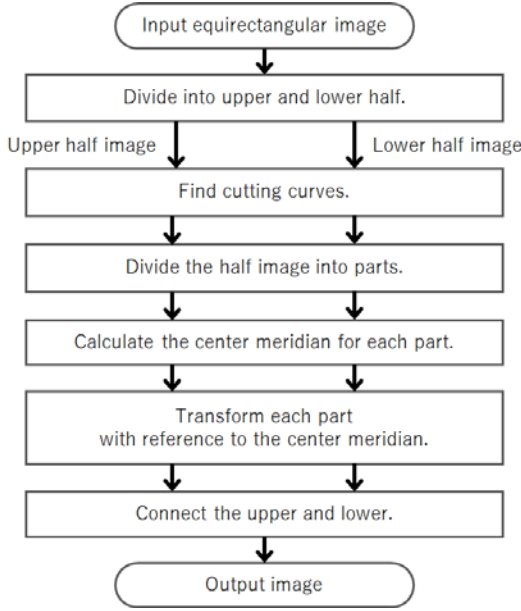 Input equirectangular image
Divide into upper and lower half.
Upper half image
Lower half image
Find cutting curves.
Divide the half image into parts.
Calculate the center meridian for each part.
Transform each part
with reference to the center meridian.
Connect the upper and lower.
Output image